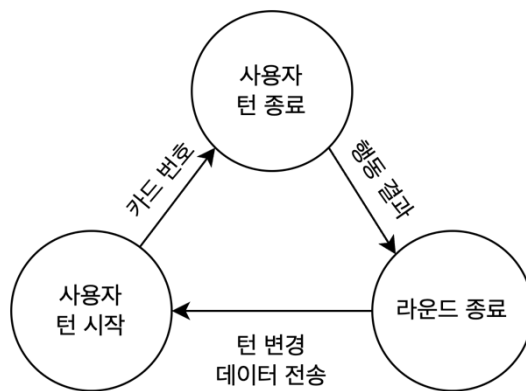 사용자
턴 종료
카드 번호
행동 결과
사용자
턴 시작
라운드 종료
턴 변경
데이터 전송